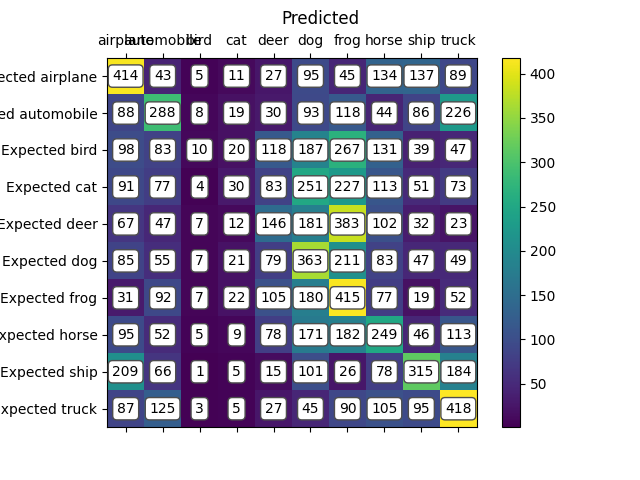 Predicted
airplane automobile bird cat deer dog frog horse ship truck
ected airplane 414 43 5 11 27 95 45 134 137 89
ed automobile 88 288 8 19 30 93 118 44 86 226
Expected bird 98 83 10 20 118 187 267 131 39 47
Expected cat 91 77 4 30 83 251 227 113 51 73
Expected deer 67 47 7 12 146 181 383 102 32 23
Expected dog 85 55 7 21 79 363 211 83 47 49
Expected frog 31 92 7 22 105 180 415 77 19 52
xpected horse 95 52 5 9 78 171 182 249 46 113
Expected ship 209 66 1 5 15 101 26 78 315 184
xpected truck 87 125 3 5 27 45 90 105 95 418
400
350
300
250
200
150
100
50